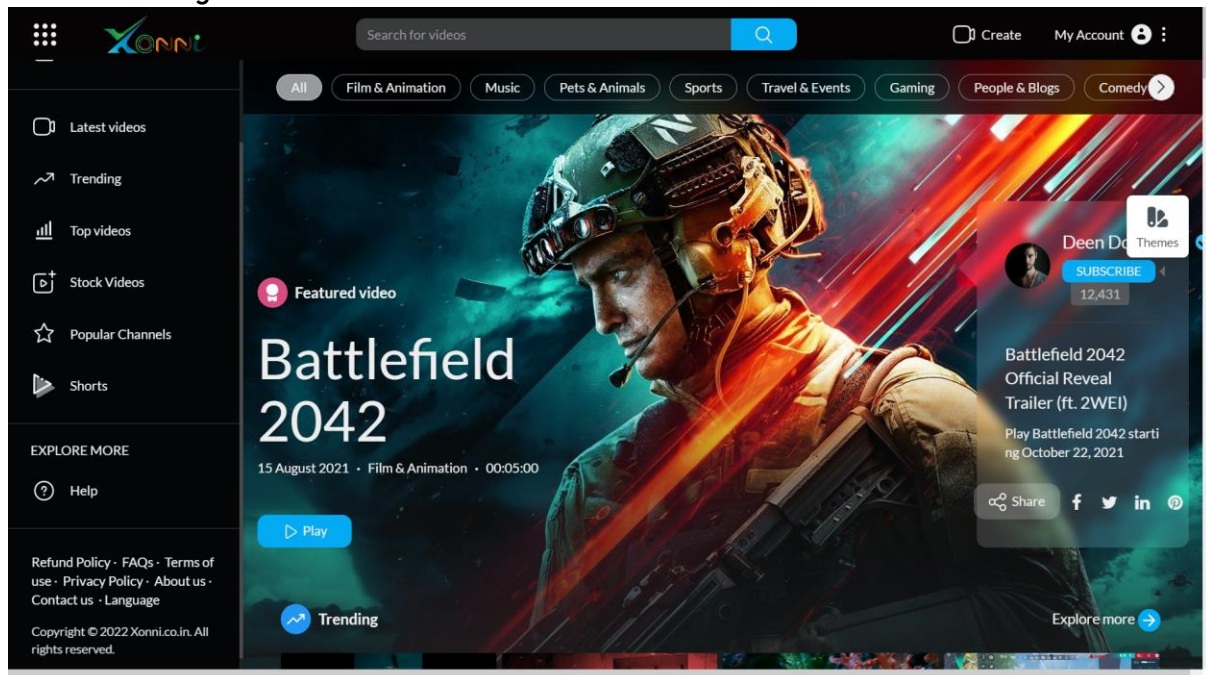 Xonni
Search for videos
Create
My Account
All
Film & Animation
Music
Pets & Animals
Sports
Travel & Events
Gaming
People & Blogs
Comedy
Latest videos
Trending
Top videos
Stock Videos
Popular Channels
Shorts
EXPLORE MORE
Help
Refund Policy · FAQs · Terms of
use · Privacy Policy · About us ·
Contact us · Language
Copyright © 2022 Xonni.co.in. All
rights reserved.
Featured video
Battlefield
2042
15 August 2021 · Film & Animation · 00:05:00
Play
Trending
Themes
Deen
SUBSCRIBE
12,431
Battlefield 2042
Official Reveal
Trailer (ft. 2WEI)
Play Battlefield 2042 starti
ng October 22, 2021
Share
Explore more